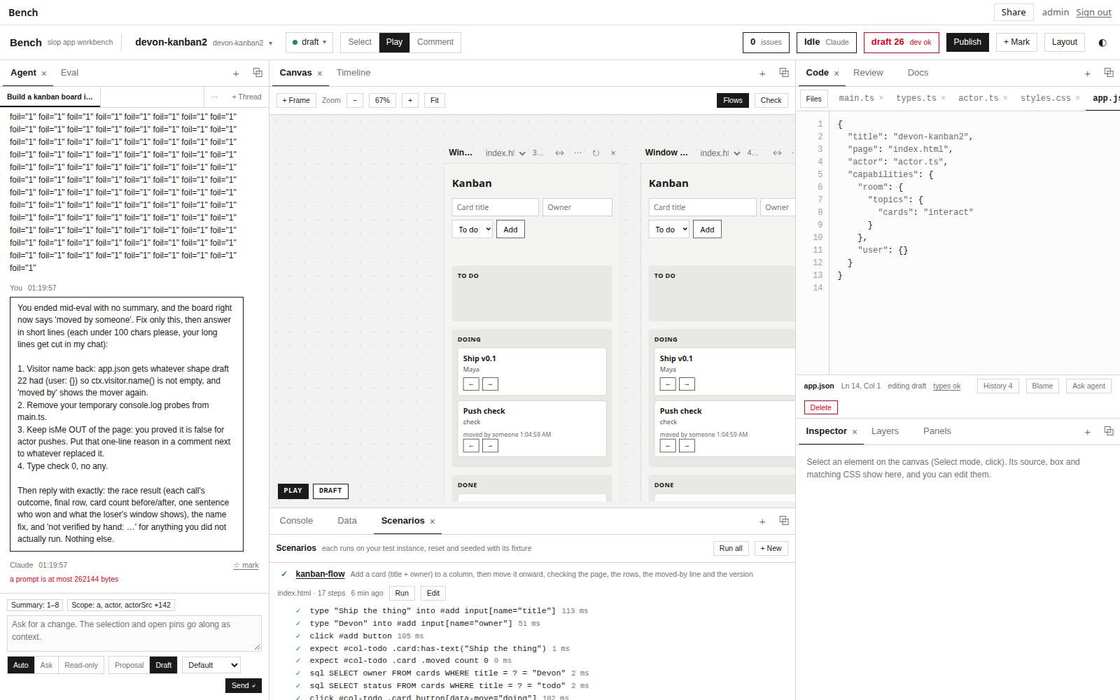 Bench
Share admin Sign out
Bench slop app workbench devon-kanban2 devon-kanban2 ▾ draft ▾ Select Play Comment 0 issues Idle Claude draft 26 dev ok Publish + Mark Layout
Agent × Eval +
Build a kanban board i... ... + Thread
foil="1" foil="1" foil="1" foil="1" foil="1" foil="1" foil="1" foil="1"
foil="1" foil="1" foil="1" foil="1" foil="1" foil="1" foil="1" foil="1"
foil="1" foil="1" foil="1" foil="1" foil="1" foil="1" foil="1" foil="1"
foil="1" foil="1" foil="1" foil="1" foil="1" foil="1" foil="1" foil="1"
foil="1" foil="1" foil="1" foil="1" foil="1" foil="1" foil="1" foil="1"
foil="1" foil="1" foil="1" foil="1" foil="1" foil="1" foil="1" foil="1"
foil="1" foil="1" foil="1" foil="1" foil="1" foil="1" foil="1" foil="1"
foil="1" foil="1" foil="1" foil="1" foil="1" foil="1" foil="1" foil="1"
foil="1" foil="1" foil="1" foil="1" foil="1" foil="1" foil="1" foil="1"
foil="1" foil="1" foil="1" foil="1" foil="1" foil="1" foil="1" foil="1"
foil="1" foil="1" foil="1" foil="1" foil="1" foil="1" foil="1" foil="1"
foil="1" foil="1" foil="1" foil="1" foil="1" foil="1" foil="1" foil="1"
foil="1"
You 01:19:57
You ended mid-eval with no summary, and the board right
now says 'moved by someone'. Fix only this, then answer
in short lines (each under 100 chars please, your long
lines get cut in my chat):
1. Visitor name back: app.json gets whatever shape draft
22 had (user: {}) so ctx.visitor.name() is not empty, and
'moved by' shows the mover again.
2. Remove your temporary console.log probes from
main.ts.
3. Keep isMe OUT of the page: you proved it is false for
actor pushes. Put that one-line reason in a comment next
to whatever replaced it.
4. Type check 0, no any.
Then reply with exactly: the race result (each call's
outcome, final row, card count before/after, one sentence
who won and what the loser's window shows), the name
fix, and 'not verified by hand: …' for anything you did not
actually run. Nothing else.
Claude 01:19:57 ☆ mark
a prompt is at most 262144 bytes
Summary: 1–8 Scope: a, actor, actorSrc +142
Ask for a change. The selection and open pins go along as
context.
Auto Ask Read-only Proposal Draft Default
Send
Canvas × Timeline +
+ Frame Zoom − 67% + Fit Flows Check
Win... index.ht 3... ↔ ⋯ ↻ ×
Window ... index.ht 4... ↔
Kanban
Card title Owner
To do Add
TO DO
DOING
Ship v0.1
Maya
← →
Push check
check
moved by someone 1:04:59 AM
← →
DONE
Kanban
Card title Owner
To do Add
TO DO
DOING
Ship v0.1
Maya
← →
Push check
check
moved by someone 1:04:59 AM
← →
DONE
PLAY DRAFT
Console Data Scenarios × +
Scenarios each runs on your test instance, reset and seeded with its fixture Run all + New
✓ kanban-flow Add a card (title + owner) to a column, then move it onward, checking the page, the rows, the moved-by line and the version
index.html · 17 steps 6 min ago Run Edit
✓ type "Ship the thing" into #add input[name="title"] 113 ms
✓ type "Devon" into #add input[name="owner"] 51 ms
✓ click #add button 105 ms
✓ expect #col-todo .card:has-text("Ship the thing") 1 ms
✓ expect #col-todo .card .moved count 0 0 ms
✓ sql SELECT owner FROM cards WHERE title = ? = "Devon" 2 ms
✓ sql SELECT status FROM cards WHERE title = ? = "todo" 2 ms
✓ click #col-todo .card button[data-move="doing"] 102 ms
Code × Review Docs +
Files main.ts × types.ts × actor.ts × styles.css × app.js
1 {
2 "title": "devon-kanban2",
3 "page": "index.html",
4 "actor": "actor.ts",
5 "capabilities": {
6 "room": {
7 "topics": {
8 "cards": "interact"
9 }
10 },
11 "user": {}
12 }
13 }
14
app.json Ln 14, Col 1 editing draft types ok History 4 Blame Ask agent
Delete
Inspector × Layers Panels +
Select an element on the canvas (Select mode, click). Its source, box and
matching CSS show here, and you can edit them.